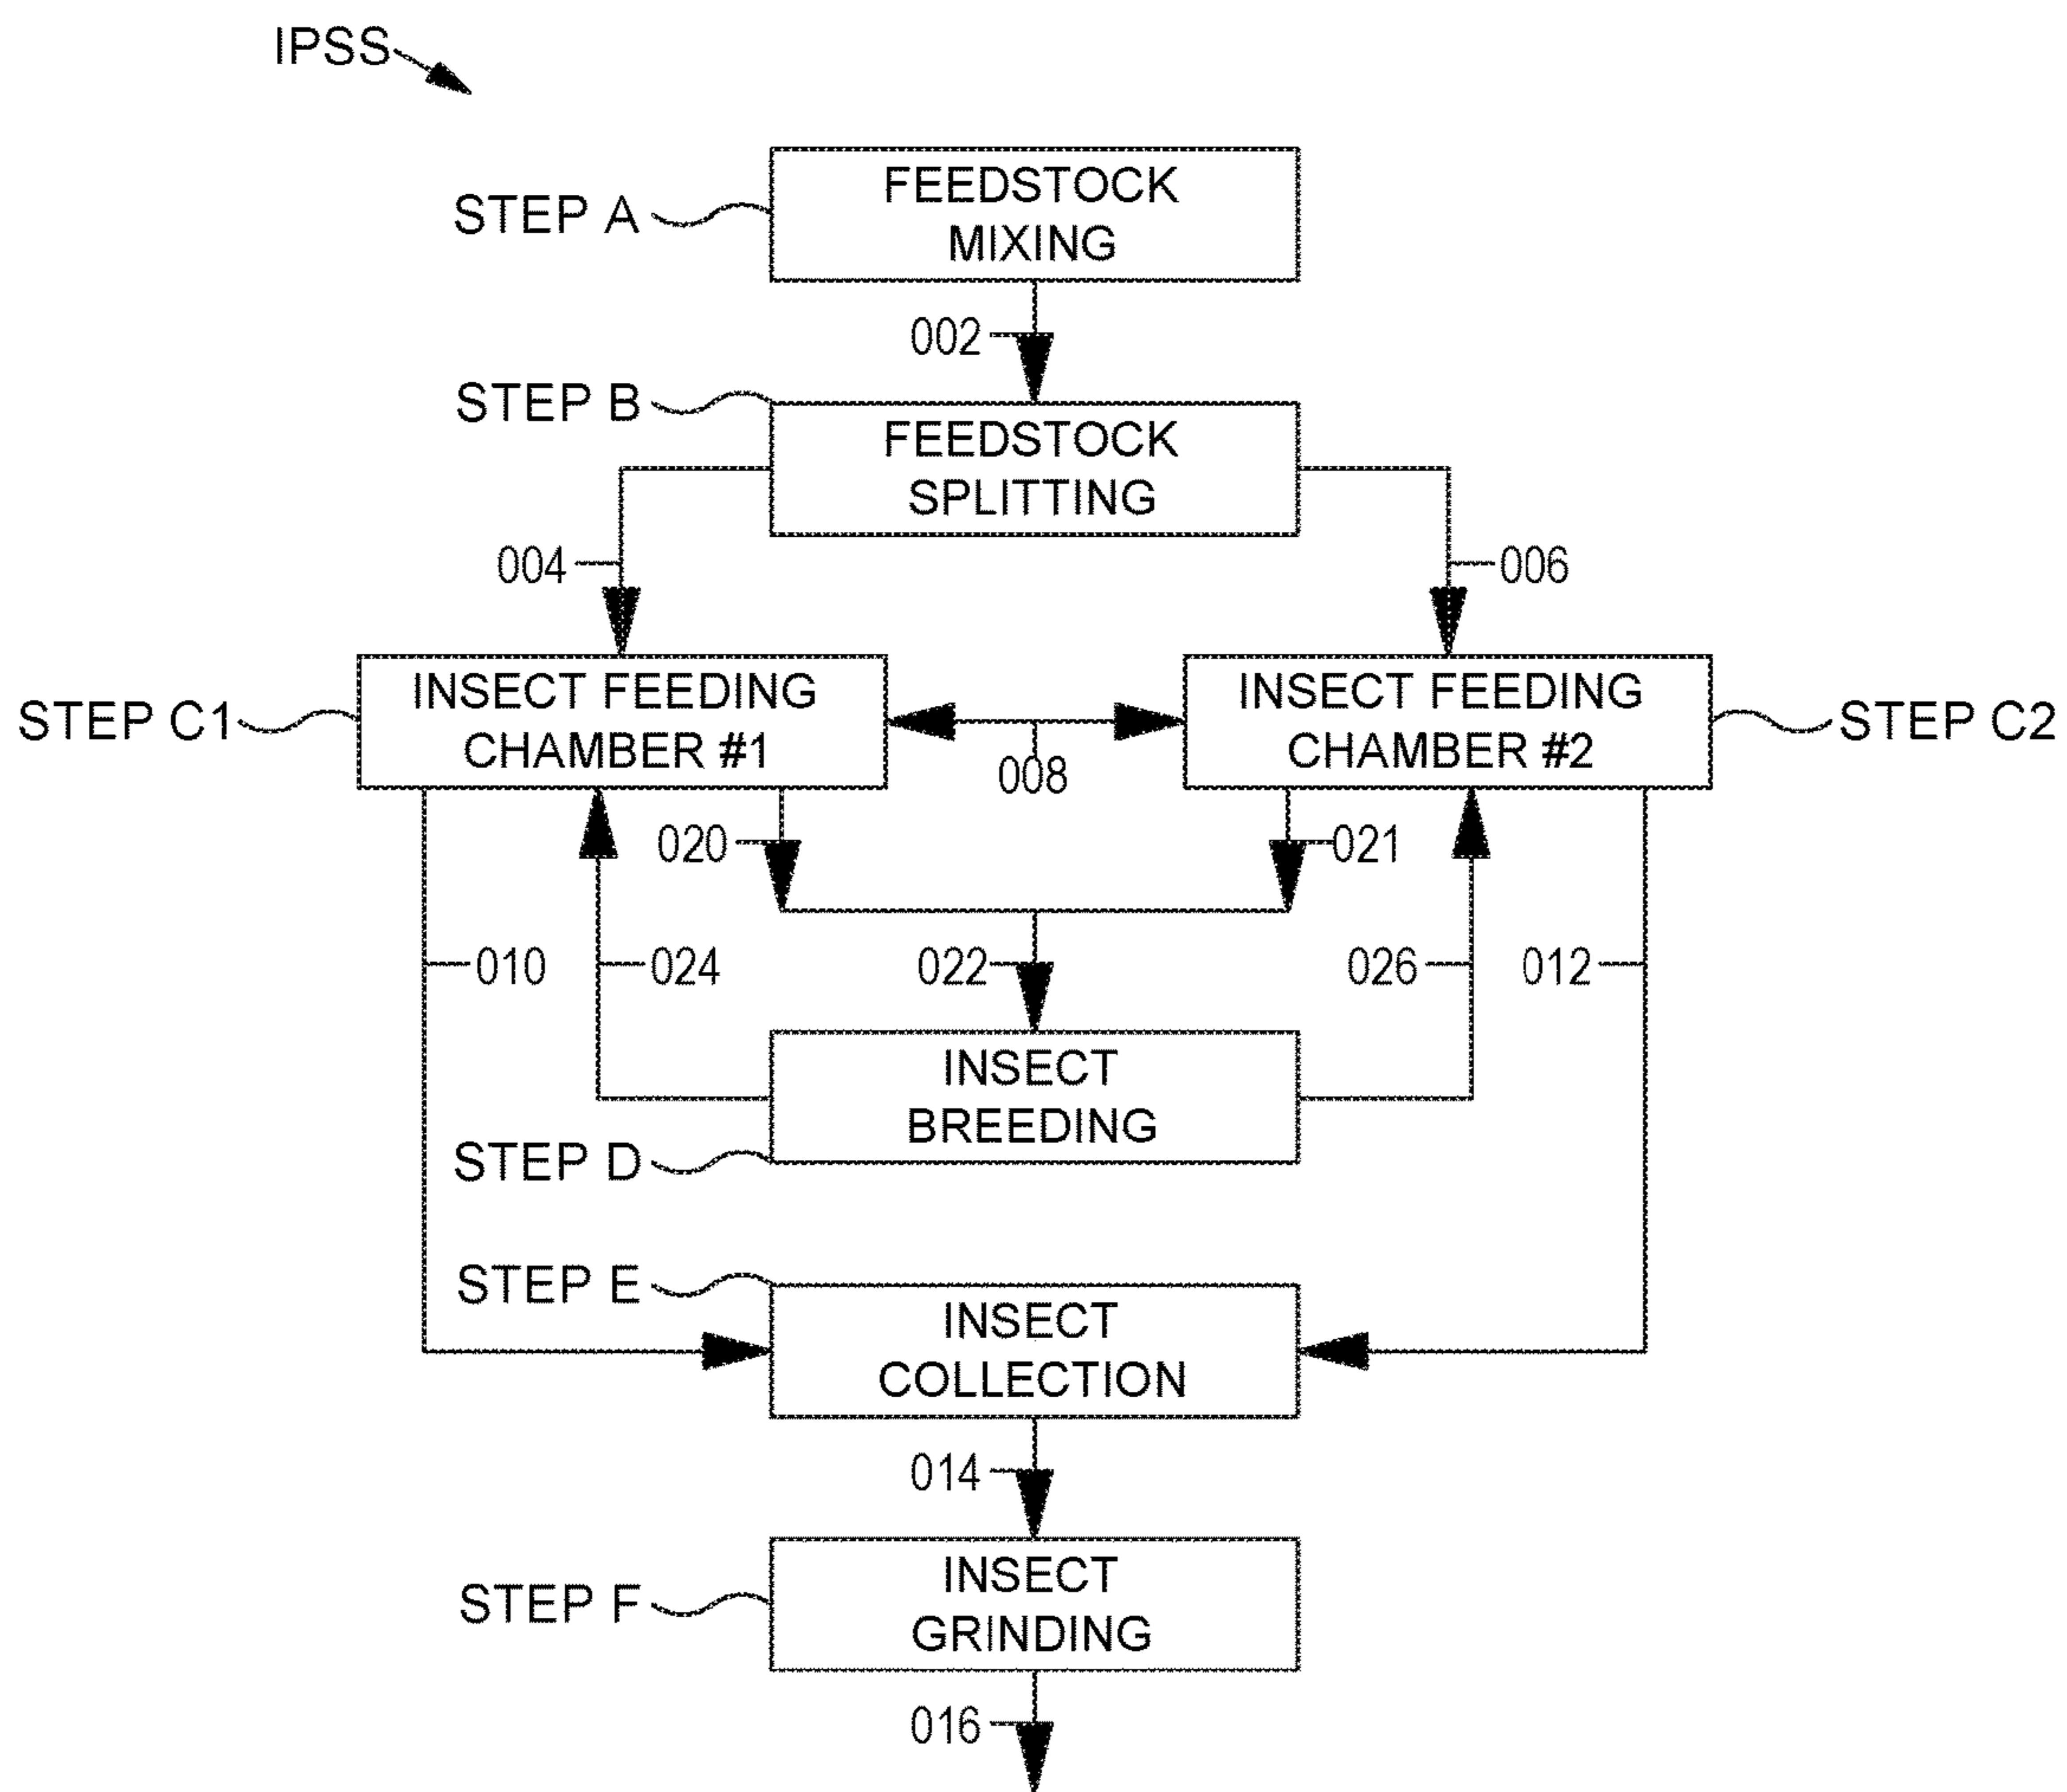 IPSS
STEP A
FEEDSTOCK
MIXING
002
STEP B
FEEDSTOCK
SPLITTING
004
006
STEP C1
INSECT FEEDING
CHAMBER #1
008
INSECT FEEDING
CHAMBER #2
STEP C2
020
021
010
024
022
026
012
INSECT
BREEDING
STEP D
STEP E
INSECT
COLLECTION
014
STEP F
INSECT
GRINDING
016